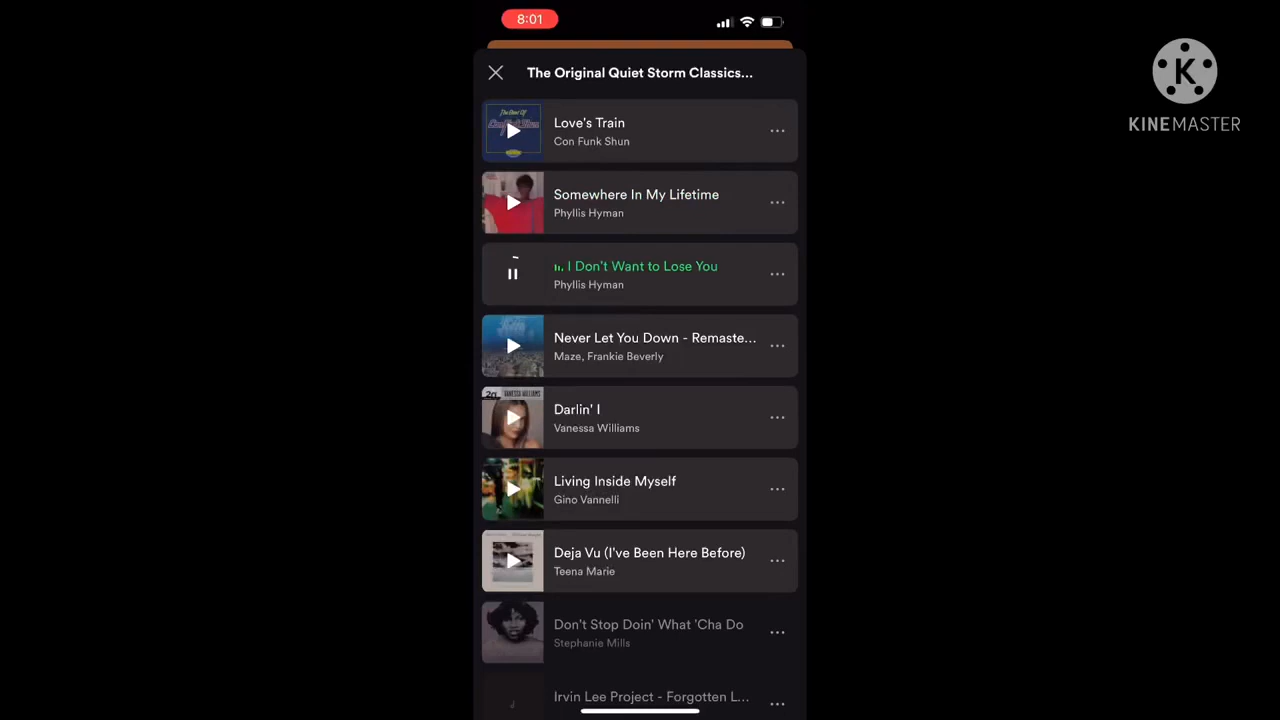 8:01
The Original Quiet Storm Classics...
Love's Train
Con Funk Shun
Somewhere In My Lifetime
Phyllis Hyman
I Don't Want to Lose You
Phyllis Hyman
Never Let You Down - Remaste...
Maze, Frankie Beverly
Darlin' I
Vanessa Williams
Living Inside Myself
Gino Vannelli
Deja Vu (I've Been Here Before)
Teena Marie
Don't Stop Doin' What 'Cha Do
Stephanie Mills
Irvin Lee Project - Forgotten L...
K
KINEMASTER